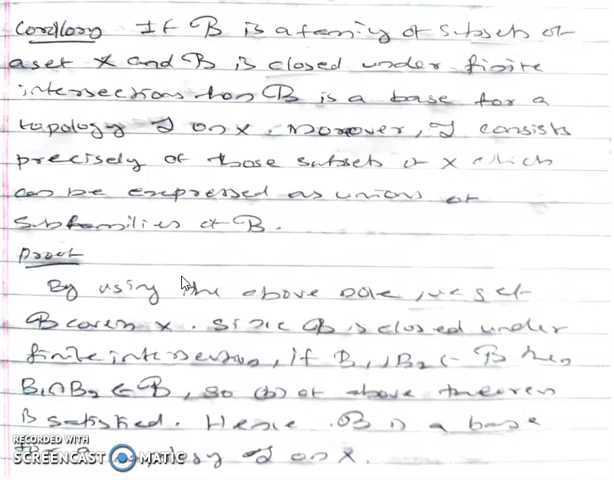 Corollory If B is a family of subsets of
a set X and B is closed under finite
intersections then B is a base for a
topology J on X. Moreover, J consists
precisely of those subsets of X which
can be expressed as unions of
subfamilies of B.
Proof
By using the above note, we get
B covers X. Since B is closed under
finite intersection, if B1, B2 ∈ B then
B1 ∩ B2 ∈ B, so (b) of above theorem
is satisfied. Hence B is a base
RECORDED WITH
SCREENCAST O MATIC
topology J on X.